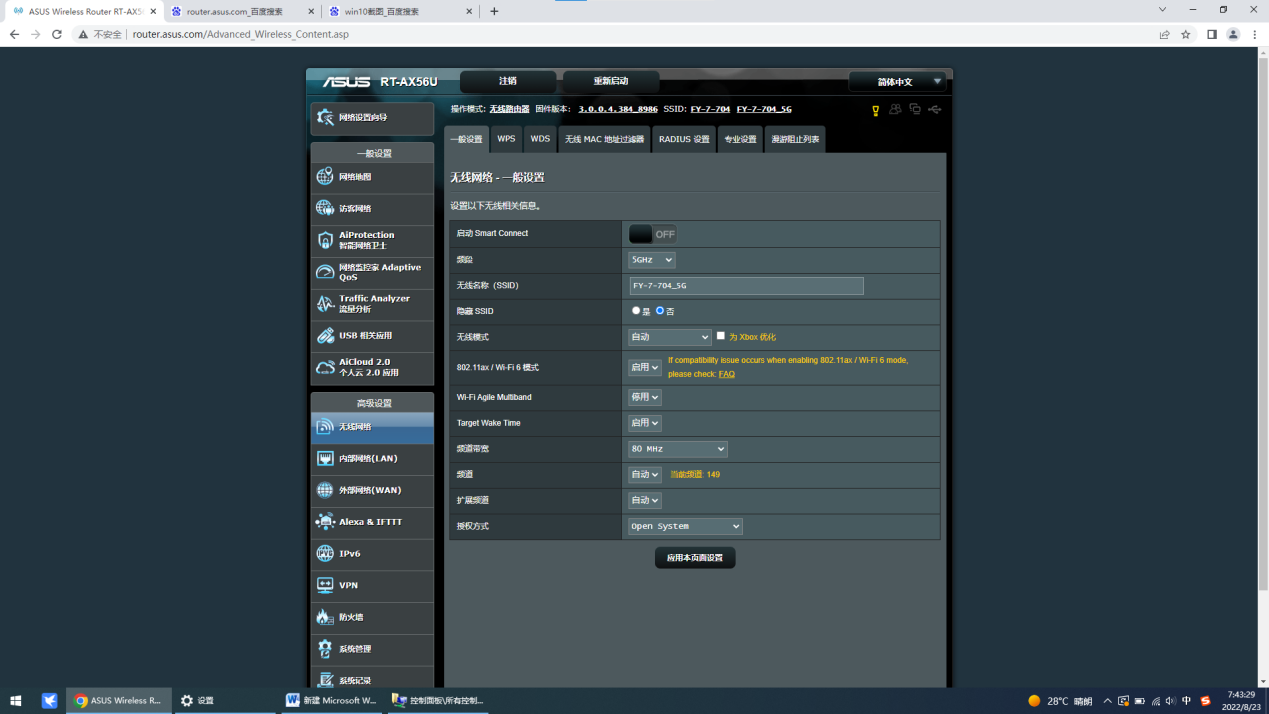 ASUS Wireless Router RT-AX56
router.asus.com_百度搜索
win10截图_百度搜索
不安全
router.asus.com/Advanced_Wireless_Content.asp
ASUS RT-AX56U
注销
重新启动
简体中文
操作模式: 无线路由器 固件版本: 3.0.0.4.384_8986 SSID: FY-7-704 FY-7-704_5G
网络设置向导
一般设置
网络地图
访客网络
AiProtection
智能网络卫士
网络监控家 Adaptive
QoS
Traffic Analyzer
流量分析
USB 相关应用
AiCloud 2.0
个人云 2.0 应用
高级设置
无线网络
内部网络(LAN)
外部网络(WAN)
Alexa & IFTTT
IPv6
VPN
防火墙
系统管理
系统记录
一般设置 WPS WDS 无线 MAC 地址过滤器 RADIUS 设置 专业设置 漫游阻止列表
无线网络 - 一般设置
设置以下无线相关信息。
启动 Smart Connect OFF
频段 5GHz
无线名称（SSID） FY-7-704_5G
隐藏 SSID 是 否
无线模式 自动 为 Xbox 优化
802.11ax / Wi-Fi 6 模式 启用 If compatibility issue occurs when enabling 802.11ax / Wi-Fi 6 mode,
please check: FAQ
Wi-Fi Agile Multiband 停用
Target Wake Time 启用
频道带宽 80 MHz
频道 自动 当前频道: 149
扩展频道 自动
授权方式 Open System
应用本页面设置
ASUS Wireless R...
设置
新建 Microsoft W...
控制面板\所有控制...
28°C 晴朗
中
7:43:29
2022/8/23